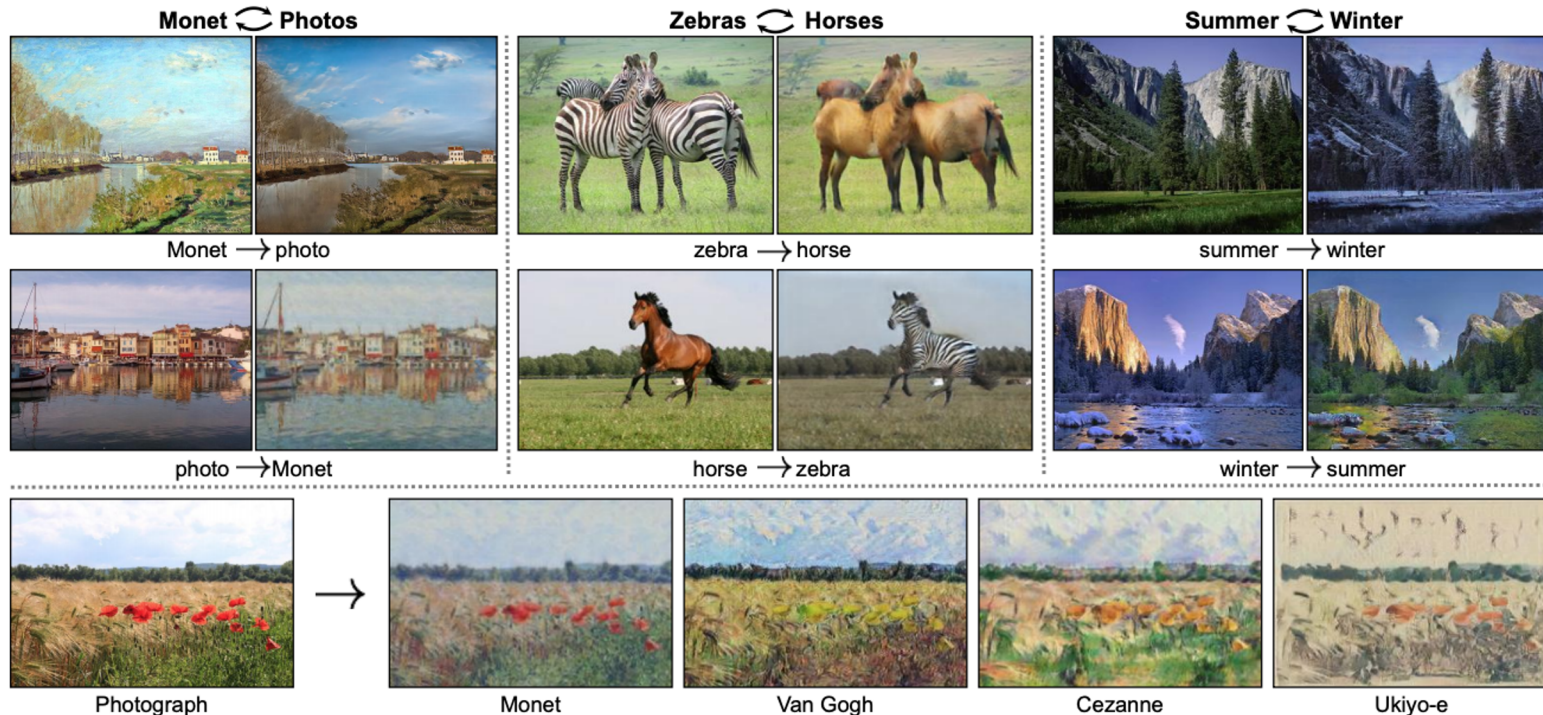 Monet Photos
Zebras Horses
Summer Winter
Monet → photo
zebra → horse
summer → winter
photo → Monet
horse → zebra
winter → summer
Photograph
Monet
Van Gogh
Cezanne
Ukiyo-e